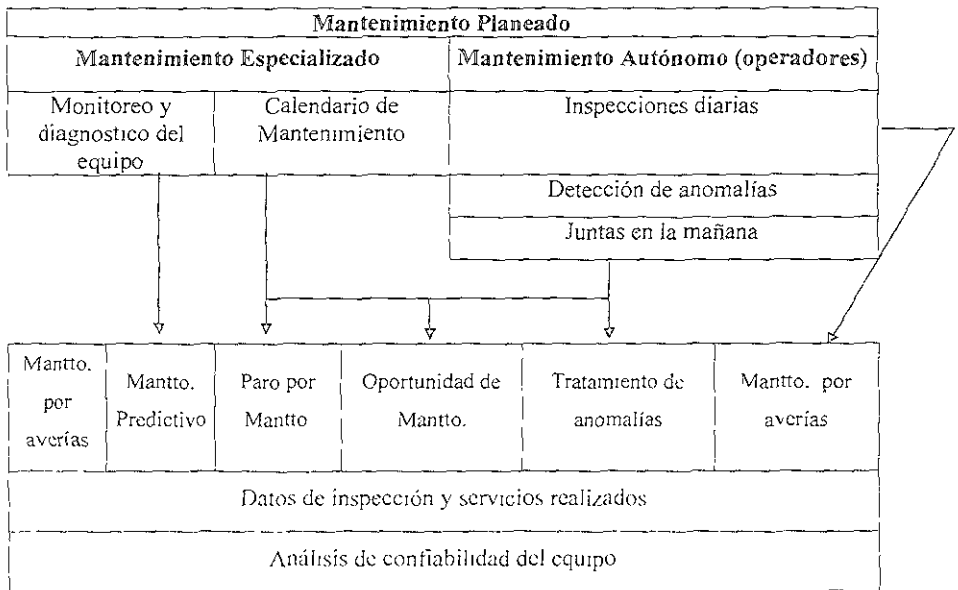 Mantenimiento Planeado
Mantenimiento Especializado
Mantenimiento Autónomo (operadores)
Monitoreo y
diagnostico del
equipo
Calendario de
Mantenimiento
Inspecciones diarias
Detección de anomalías
Juntas en la mañana
Mantto.
por
averías
Mantto.
Predictivo
Paro por
Mantto
Oportunidad de
Mantto.
Tratamiento de
anomalías
Mantto. por
averías
Datos de inspección y servicios realizados
Análisis de confiabilidad del equipo